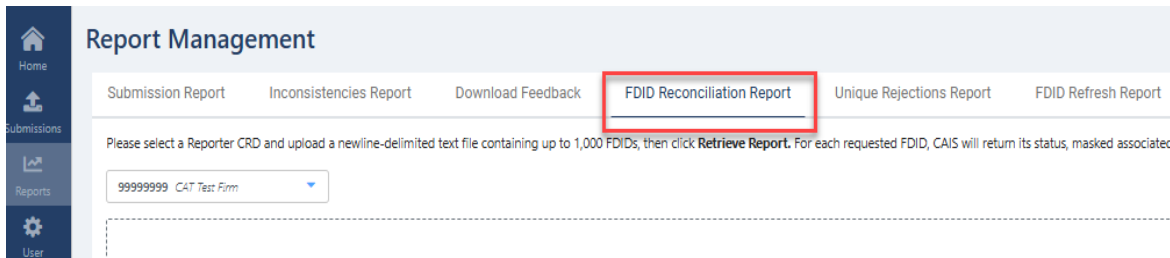 Report Management
Home
Submissions
Reports
User
Submission Report Inconsistencies Report Download Feedback FDID Reconciliation Report Unique Rejections Report FDID Refresh Report
Please select a Reporter CRD and upload a newline-delimited text file containing up to 1,000 FDIDs, then click Retrieve Report. For each requested FDID, CAIS will return its status, masked associated
99999999 CAT Test Firm